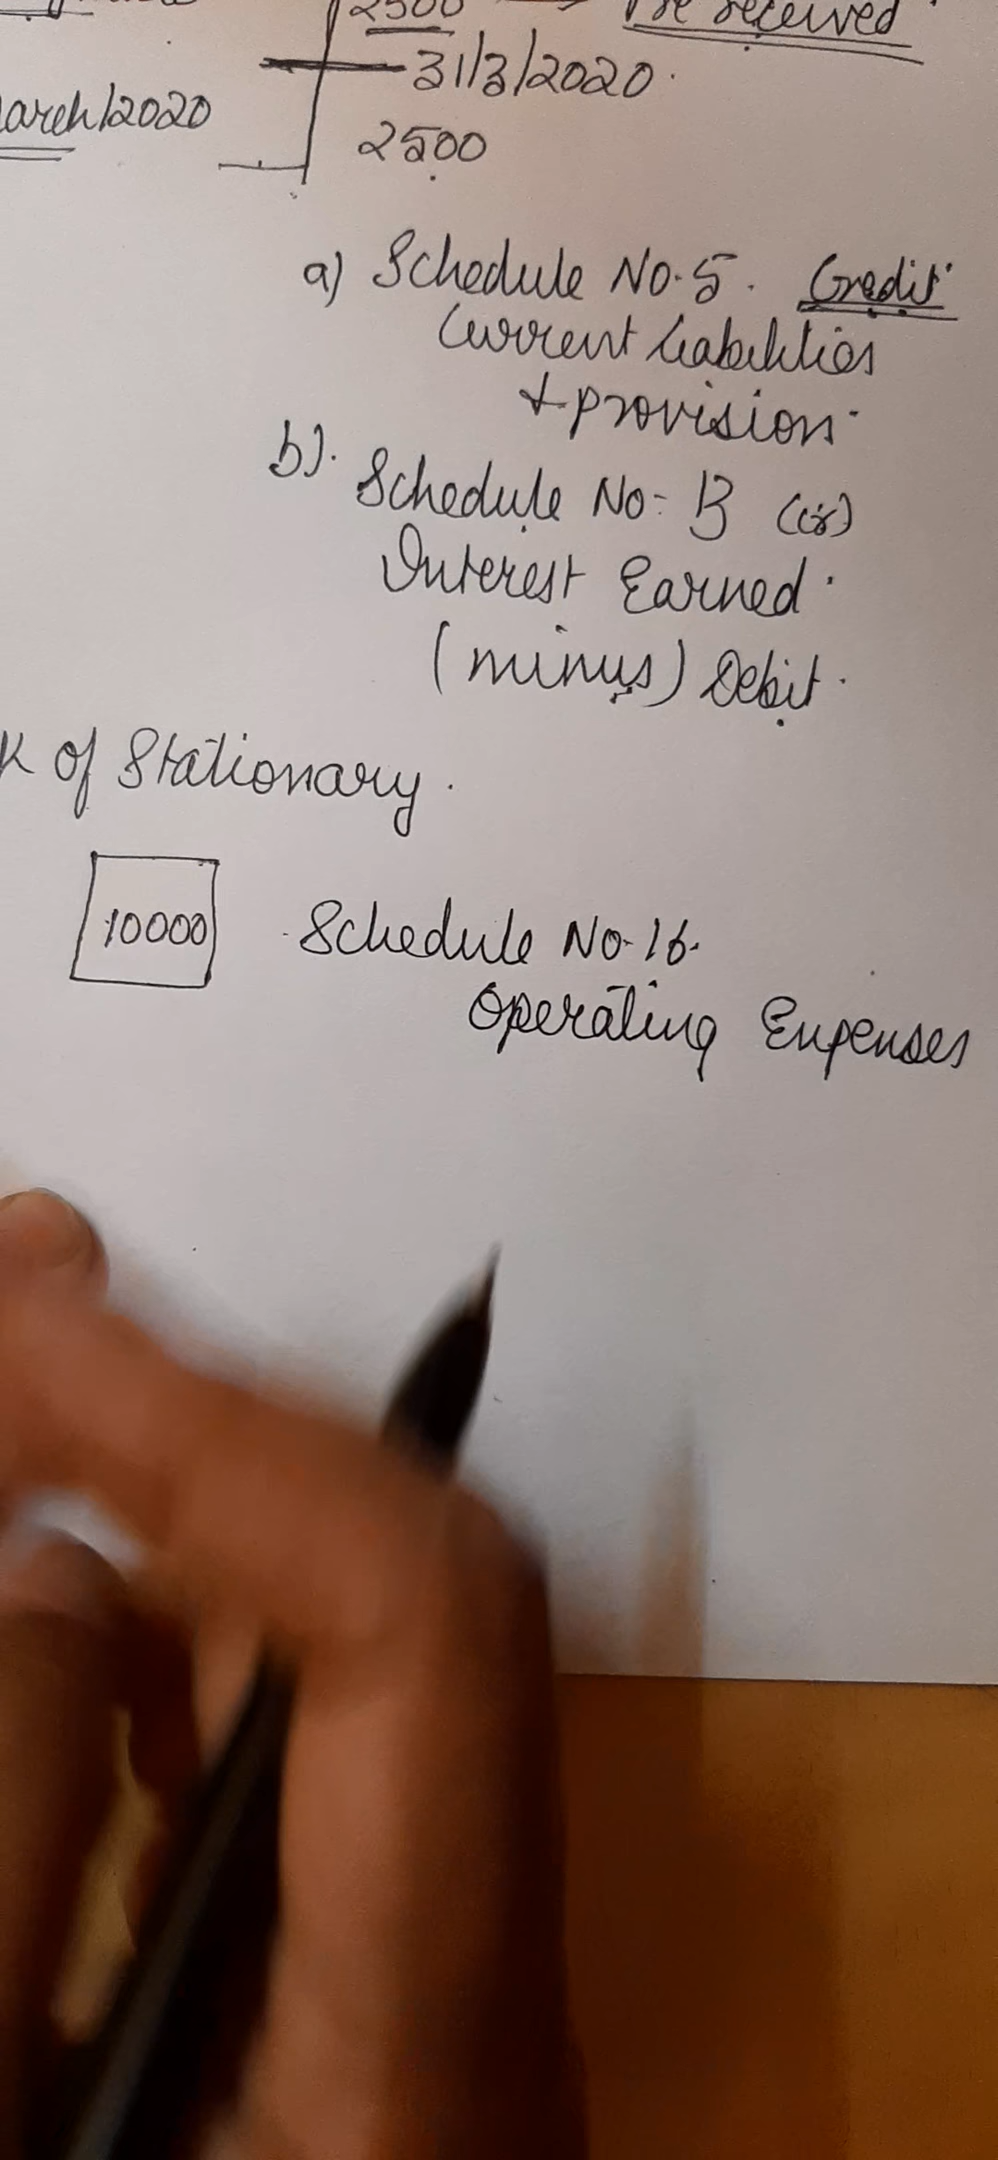 2500
received
31/3/2020.
arch/2020
2500
a) Schedule No.5. Credit
Current liabilities
+ provision
b). Schedule No-13 (cr)
Interest Earned.
(minus) Debit.
K of Stationary.
10000 Schedule No.16.
Operating Expenses